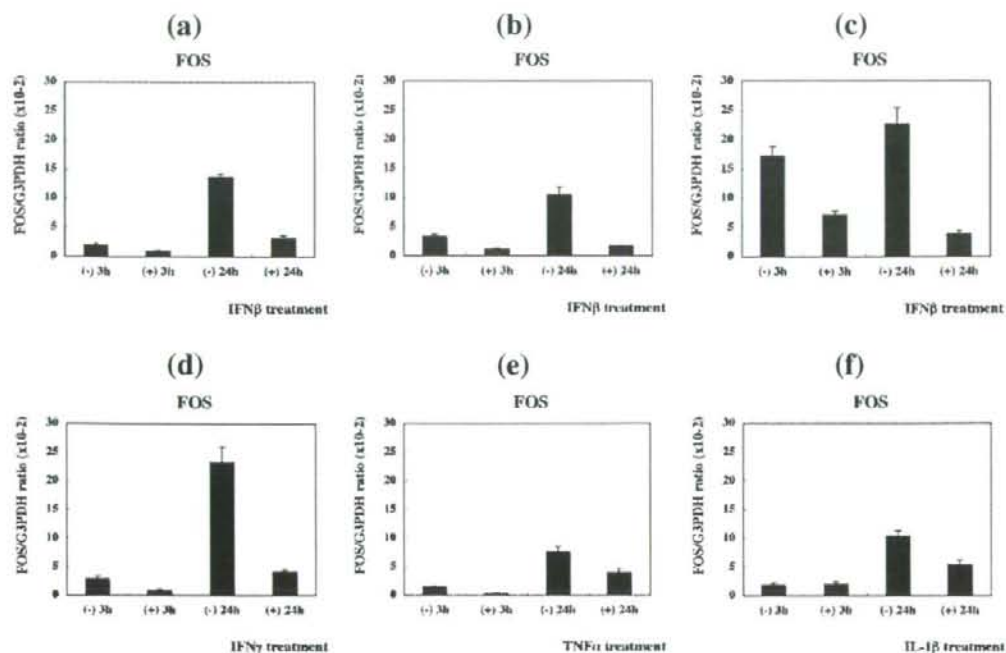 (a)
FOS
FOS/G3PDH ratio (x10-2)
30
25
20
15
10
5
0
(-) 3h (+) 3h (-) 24h (+) 24h
IFNβ treatment
(b)
FOS
FOS/G3PDH ratio (x10-2)
30
25
20
15
10
5
0
(-) 3h (+) 3h (-) 24h (+) 24h
IFNβ treatment
(c)
FOS
FOS/G3PDH ratio (x10-2)
30
25
20
15
10
5
0
(-) 3h (+) 3h (-) 24h (+) 24h
IFNβ treatment
(d)
FOS
FOS/G3PDH ratio (x10-2)
30
25
20
15
10
5
0
(-) 3h (+) 3h (-) 24h (+) 24h
IFNγ treatment
(e)
FOS
FOS/G3PDH ratio (x10-2)
30
25
20
15
10
5
0
(-) 3h (+) 3h (-) 24h (+) 24h
TNFα treatment
(f)
FOS
FOS/G3PDH ratio (x10-2)
30
25
20
15
10
5
0
(-) 3h (+) 3h (-) 24h (+) 24h
IL-1β treatment